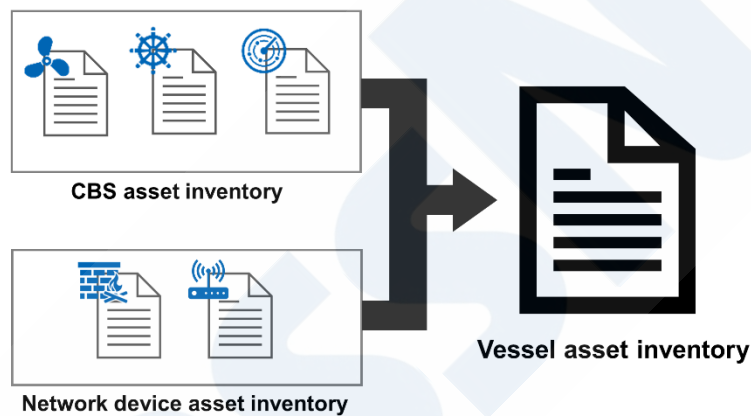 CBS asset inventory
Network device asset inventory
Vessel asset inventory